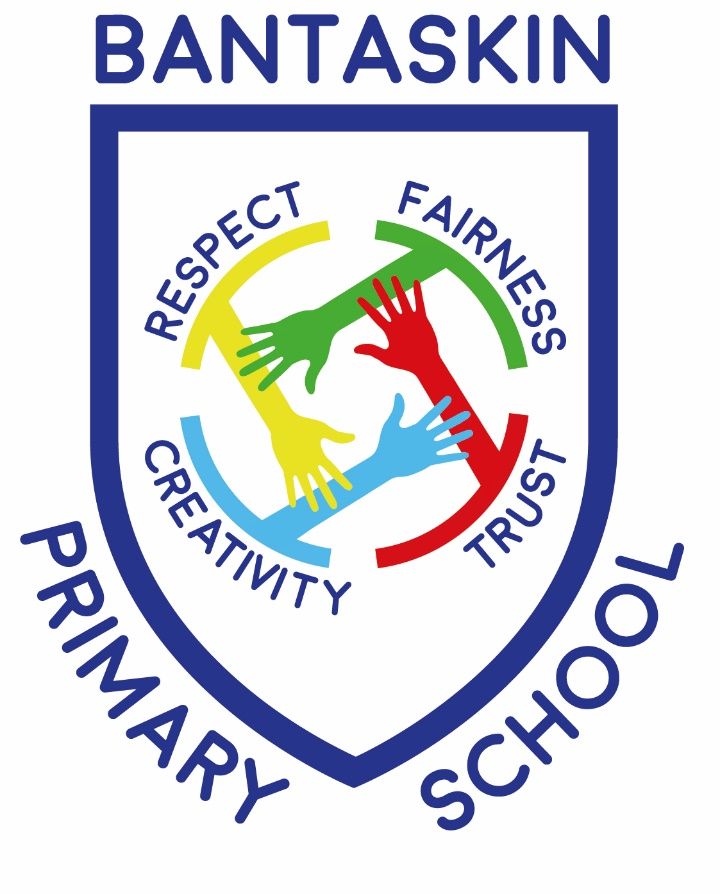 BANTASKIN
RESPECT
FAIRNESS
CREATIVITY
TRUST
PRIMARY
SCHOOL